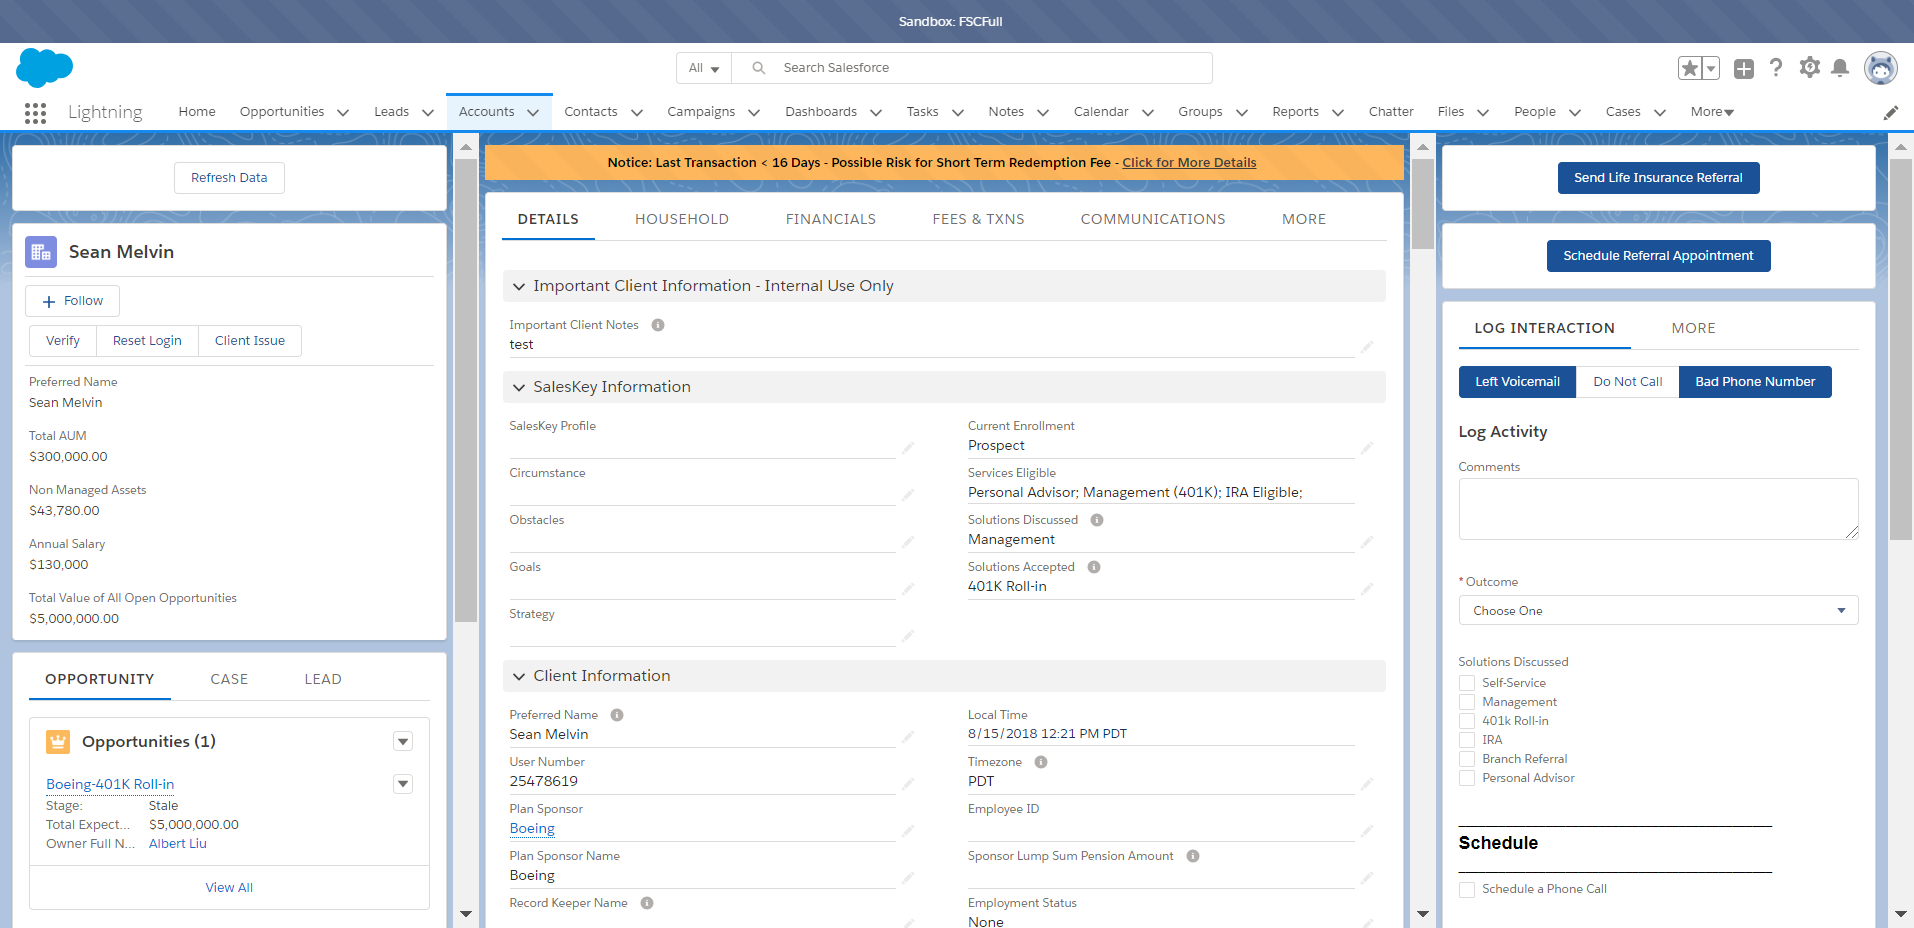 Sandbox: FSCFull
All
Search Salesforce
Lightning
Home
Opportunities
Leads
Accounts
Contacts
Campaigns
Dashboards
Tasks
Notes
Calendar
Groups
Reports
Chatter
Files
People
Cases
More
Refresh Data
Sean Melvin
Follow
Verify
Reset Login
Client Issue
Preferred Name
Sean Melvin
Total AUM
$300,000.00
Non Managed Assets
$43,780.00
Annual Salary
$130,000
Total Value of All Open Opportunities
$5,000,000.00
OPPORTUNITY
CASE
LEAD
Opportunities (1)
Boeing-401K Roll-in
Stage: Stale
Total Expect... $5,000,000.00
Owner Full N... Albert Liu
View All
Notice: Last Transaction < 16 Days - Possible Risk for Short Term Redemption Fee - Click for More Details
DETAILS
HOUSEHOLD
FINANCIALS
FEES & TXNS
COMMUNICATIONS
MORE
Important Client Information - Internal Use Only
Important Client Notes
test
SalesKey Information
SalesKey Profile
Circumstance
Obstacles
Goals
Strategy
Current Enrollment
Prospect
Services Eligible
Personal Advisor; Management (401K); IRA Eligible;
Solutions Discussed
Management
Solutions Accepted
401K Roll-in
Client Information
Preferred Name
Sean Melvin
User Number
25478619
Plan Sponsor
Boeing
Plan Sponsor Name
Boeing
Record Keeper Name
Local Time
8/15/2018 12:21 PM PDT
Timezone
PDT
Employee ID
Sponsor Lump Sum Pension Amount
Employment Status
None
Send Life Insurance Referral
Schedule Referral Appointment
LOG INTERACTION
MORE
Left Voicemail
Do Not Call
Bad Phone Number
Log Activity
Comments
* Outcome
Choose One
Solutions Discussed
Self-Service
Management
401k Roll-in
IRA
Branch Referral
Personal Advisor
Schedule
Schedule a Phone Call